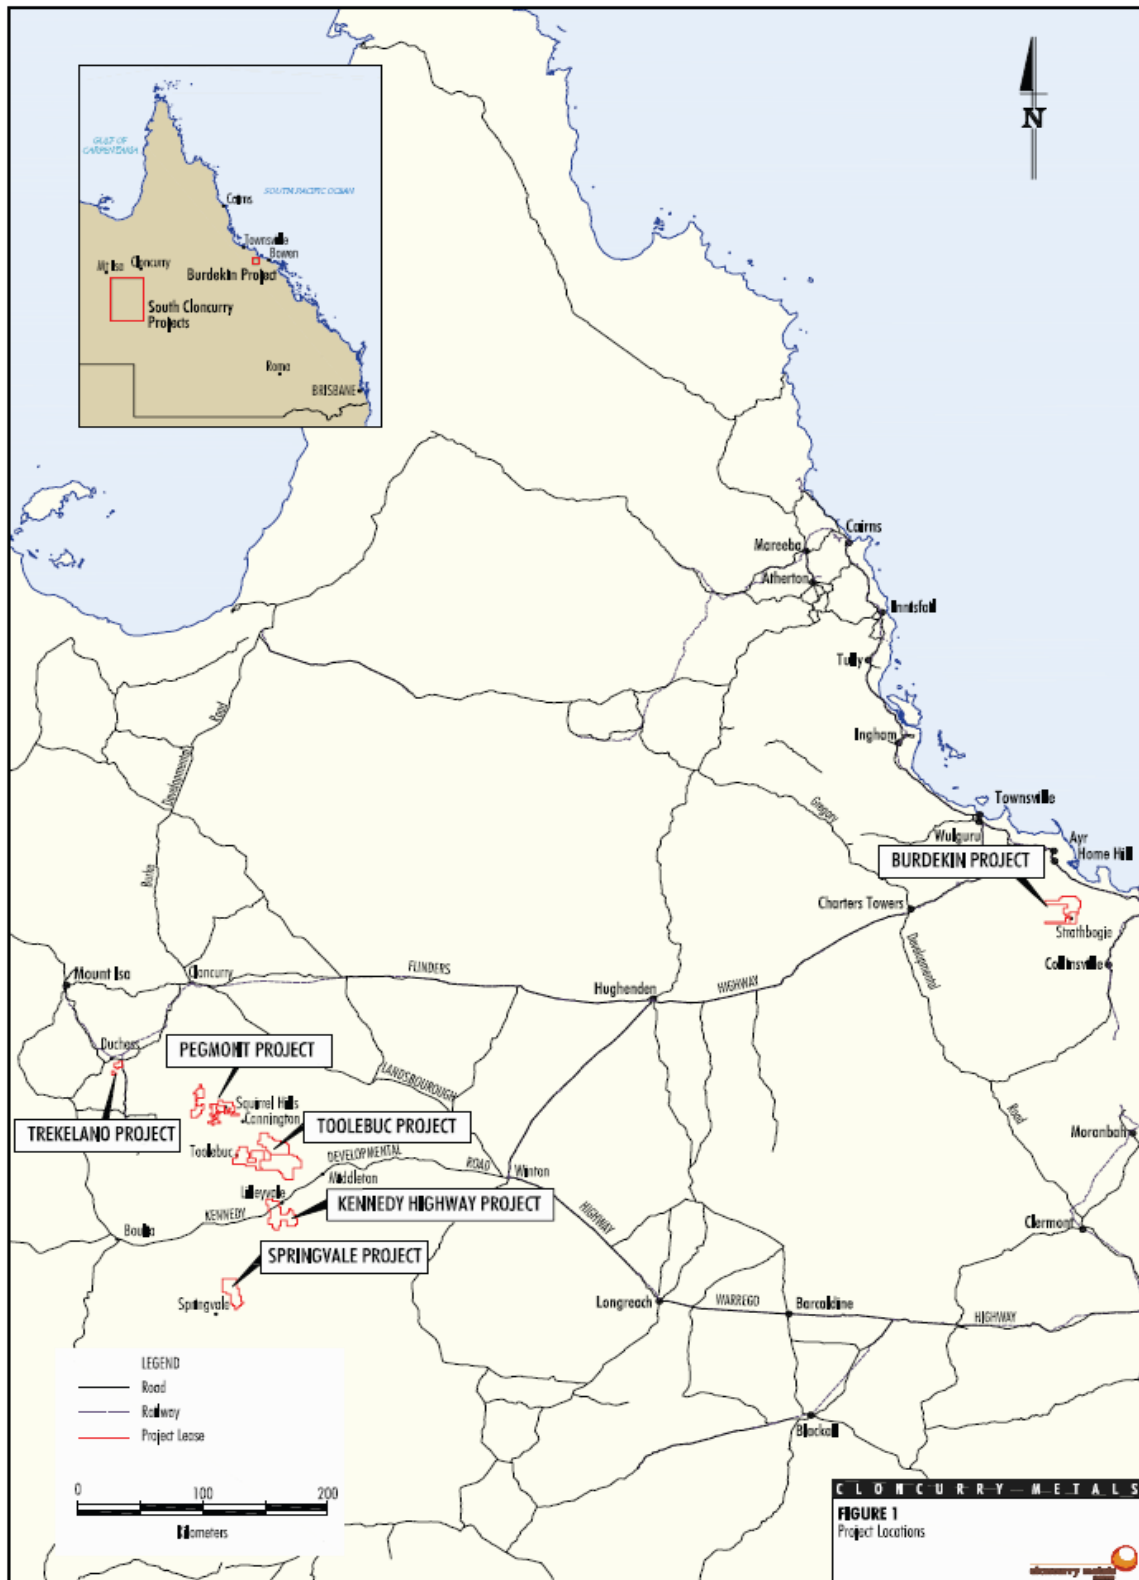 GULF OF
CARPENTARIA
SOUTH PACIFIC OCEAN
Cairns
Townsville
Bowen
Mt Isa
Cloncurry
Burdekin Project
South Cloncurry
Projects
Roma
BRISBANE
N
Cairns
Mareeba
Atherton
Innisfail
Tully
Ingham
Road
Developmental
Burke
Gregory
Townsville
Wulguru
Ayr
Home Hill
BURDEKIN PROJECT
Charters Towers
Strathbogie
Collinsville
Developmental
Road
Mount Isa
Cloncurry
FLINDERS
HIGHWAY
Hughenden
Duchess
PEGMONT PROJECT
LANDSBOUROUGH
Squirrel Hills
Cannington
TREKELANO PROJECT
TOOLEBUC PROJECT
Toolebuc
DEVELOPMENTAL
ROAD
Winton
Middleton
Moranbah
Lilleyvale
KENNEDY
KENNEDY HIGHWAY PROJECT
HIGHWAY
Boulia
Clermont
SPRINGVALE PROJECT
Springvale
Longreach
WARREGO
Barcaldine
HIGHWAY
Blackall
LEGEND
Road
Railway
Project Lease
0 100 200
Kilometers
CLONCURRY METALS
FIGURE 1
Project Locations
cloncurry metals